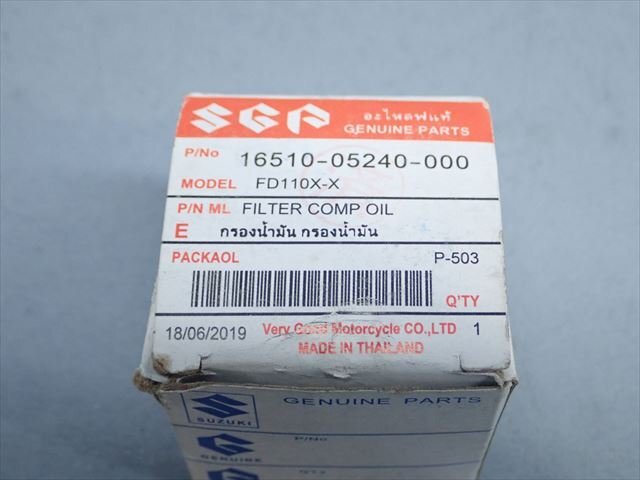 SGP อะไหล่แท้
GENUINE PARTS
P/No 16510-05240-000
MODEL FD110X-X
P/N ML FILTER COMP OIL
E กรองน้ำมัน กรองน้ำมัน
PACKAOL P-503
Q'TY
18/06/2019 Very Good Motorcycle CO.,LTD 1
MADE IN THAILAND
SUZUKI GENUINE PARTS
GENUINE P/No